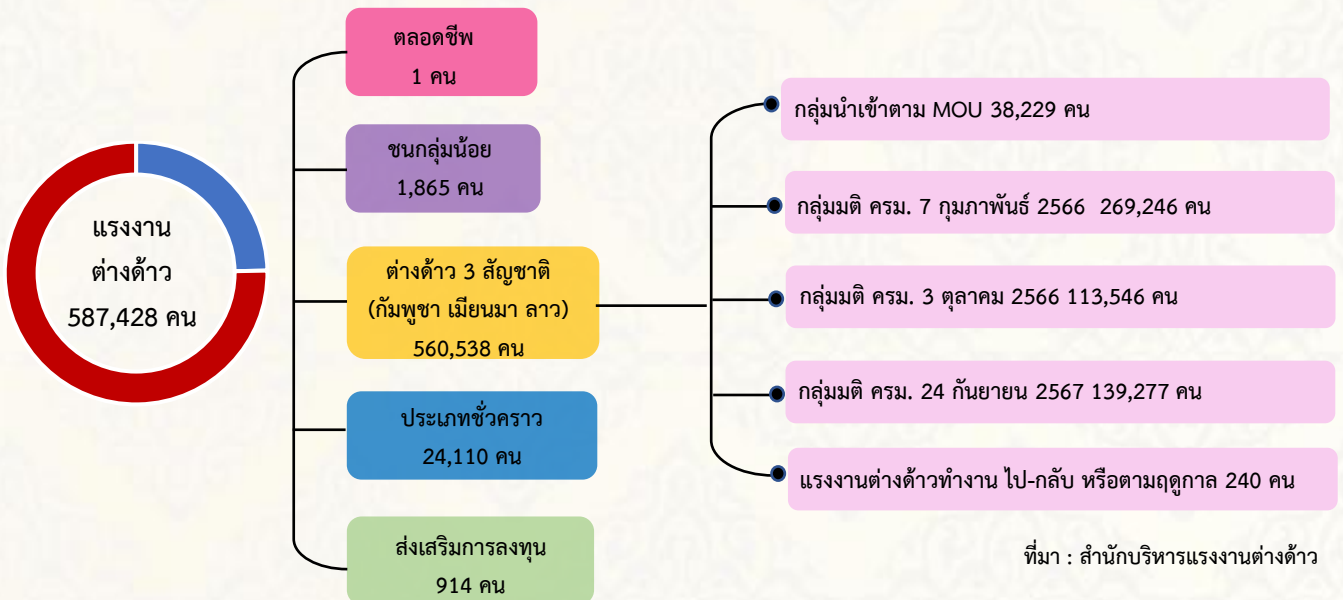 แรงงาน
ต่างด้าว
587,428 คน
ตลอดชีพ
1 คน
ชนกลุ่มน้อย
1,865 คน
ต่างด้าว 3 สัญชาติ
(กัมพูชา เมียนมา ลาว)
560,538 คน
ประเภทชั่วคราว
24,110 คน
ส่งเสริมการลงทุน
914 คน
กลุ่มนำเข้าตาม MOU 38,229 คน
กลุ่มมติ ครม. 7 กุมภาพันธ์ 2566 269,246 คน
กลุ่มมติ ครม. 3 ตุลาคม 2566 113,546 คน
กลุ่มมติ ครม. 24 กันยายน 2567 139,277 คน
แรงงานต่างด้าวทำงาน ไป-กลับ หรือตามฤดูกาล 240 คน
ที่มา : สำนักบริหารแรงงานต่างด้าว